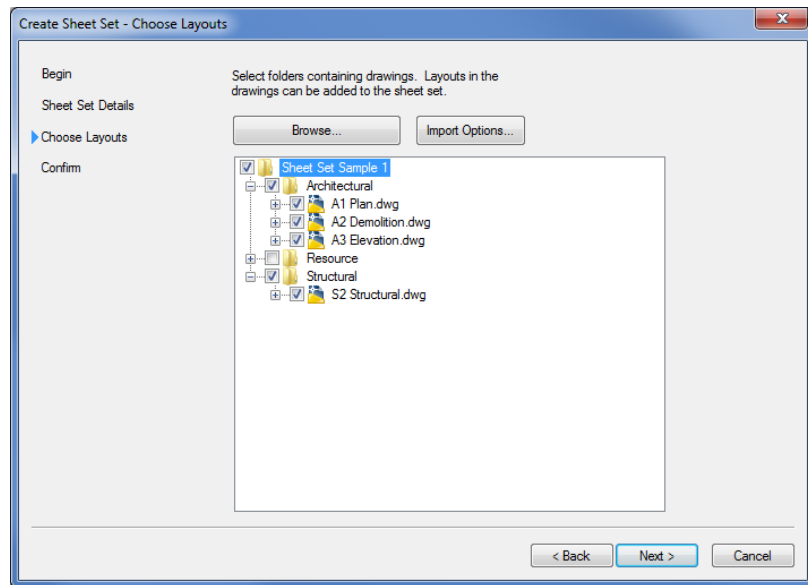 Create Sheet Set - Choose Layouts
Begin
Sheet Set Details
Choose Layouts
Confirm
Select folders containing drawings. Layouts in the
drawings can be added to the sheet set.
Browse...
Import Options...
Sheet Set Sample 1
Architectural
A1 Plan.dwg
A2 Demolition.dwg
A3 Elevation.dwg
Resource
Structural
S2 Structural.dwg
< Back
Next >
Cancel